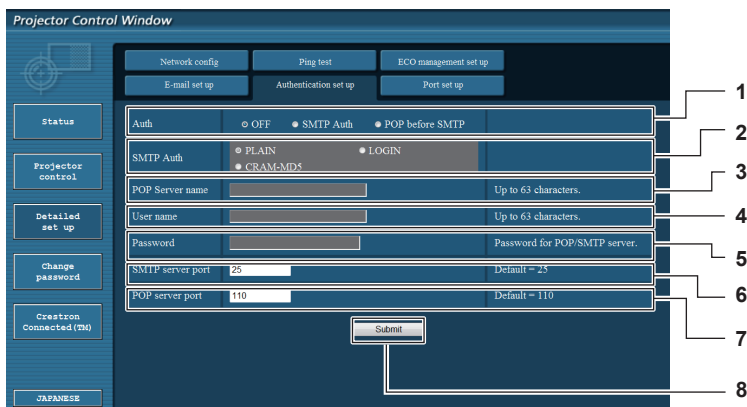 Projector Control Window
Network config Ping test ECO management set up
E-mail set up Authentication set up Port set up
Status
Projector control
Detailed set up
Change password
Crestron Connected(TM)
JAPANESE
Auth OFF SMTP Auth POP before SMTP 1
SMTP Auth PLAIN LOGIN 2
CRAM-MD5
POP Server name Up to 63 characters. 3
User name Up to 63 characters. 4
Password Password for POP/SMTP server. 5
SMTP server port 25 Default = 25 6
POP server port 110 Default = 110 7
Submit 8